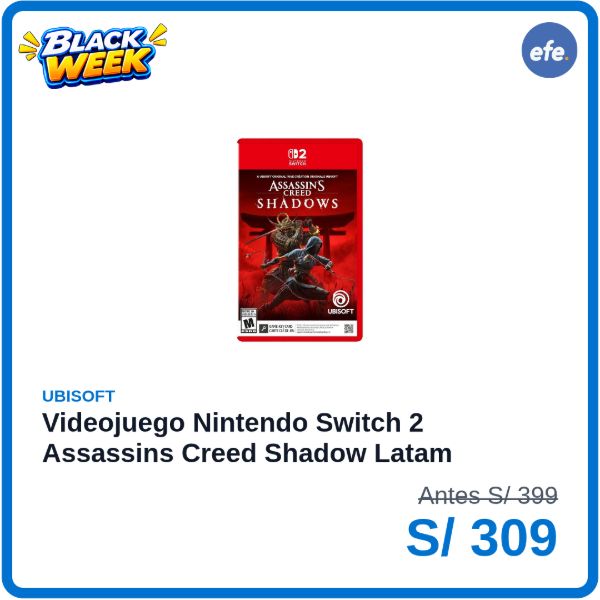 BLACK
WEEK
efe.
2
ASSASSIN'S
CREED
SHADOWS
UBISOFT
M
UBISOFT
Videojuego Nintendo Switch 2
Assassins Creed Shadow Latam
Antes S/ 399
S/ 309